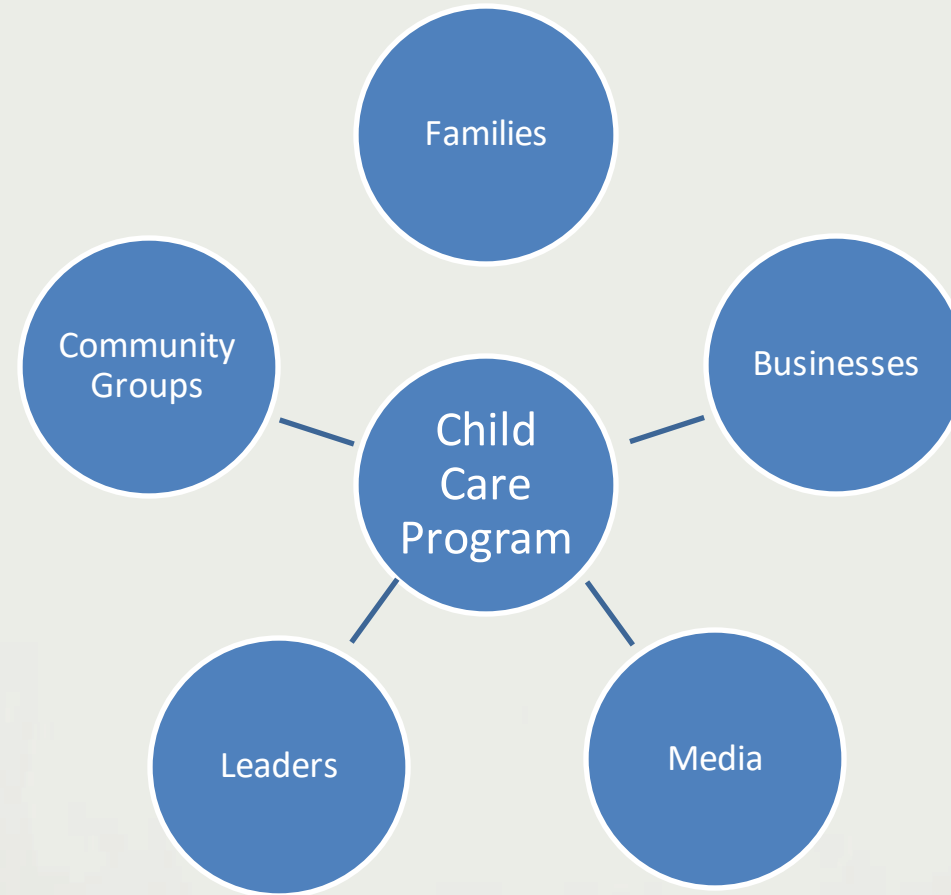 Families
Community
Groups
Businesses
Child
Care
Program
Leaders
Media